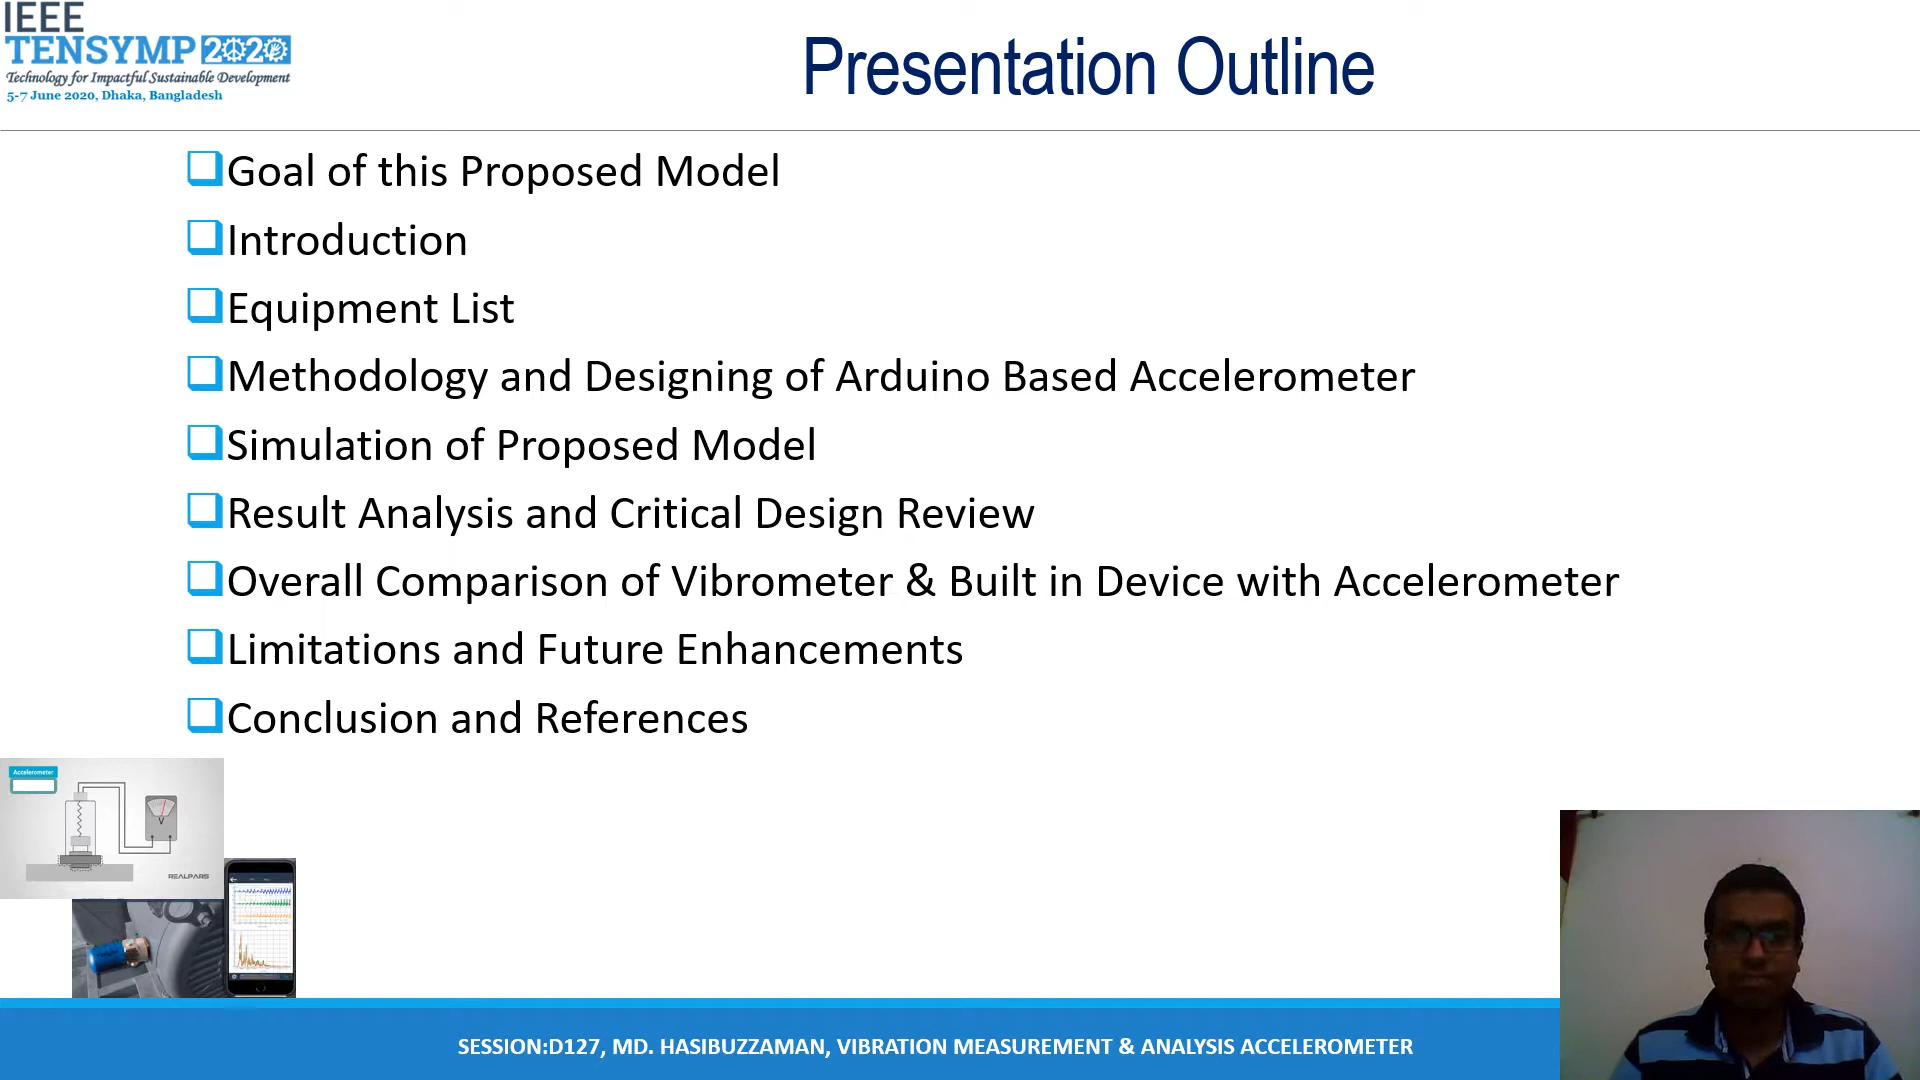 IEEE
TENSYMP 2020
Technology for Impactful Sustainable Development
5-7 June 2020, Dhaka, Bangladesh
Presentation Outline
Goal of this Proposed Model
Introduction
Equipment List
Methodology and Designing of Arduino Based Accelerometer
Simulation of Proposed Model
Result Analysis and Critical Design Review
Overall Comparison of Vibrometer & Built in Device with Accelerometer
Limitations and Future Enhancements
Conclusion and References
Accelerometer
V
REALPARS
SESSION:D127, MD. HASIBUZZAMAN, VIBRATION MEASUREMENT & ANALYSIS ACCELEROMETER